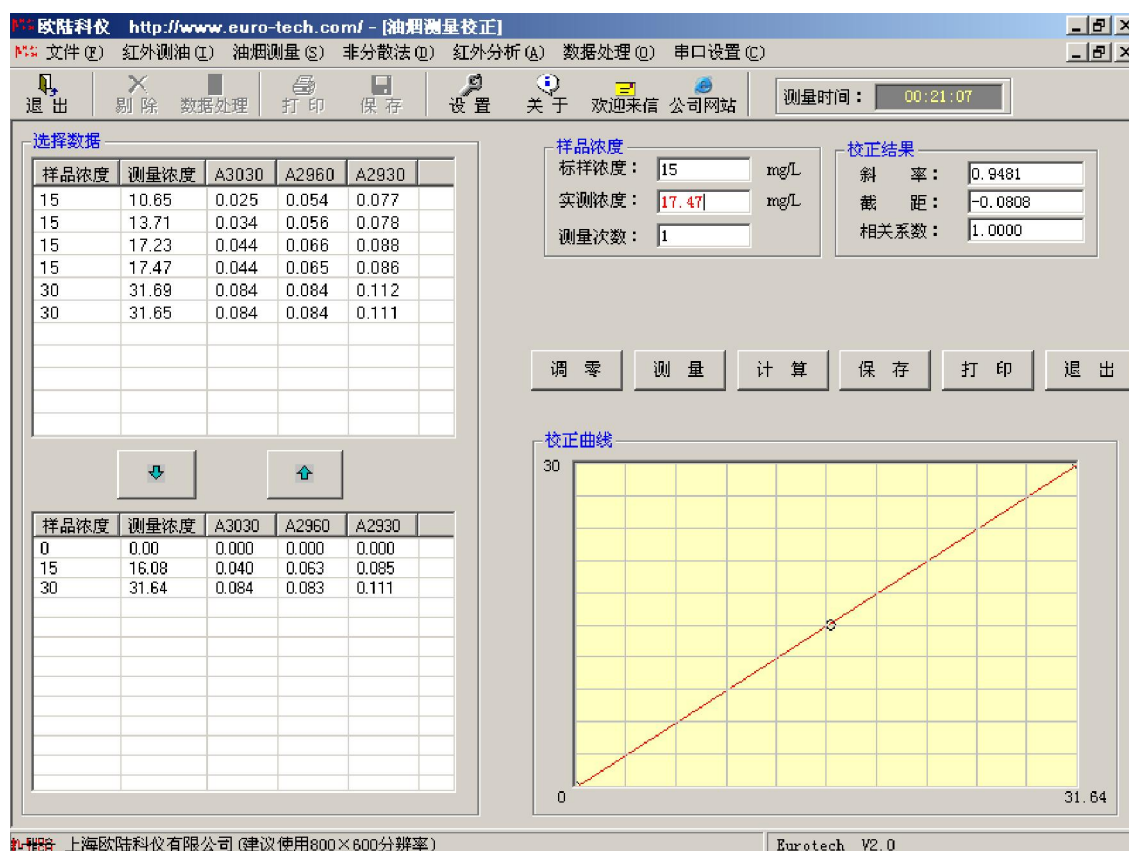 欧陆科仪 http://www.euro-tech.com/ - [油烟测量校正]
文件(F) 红外测油(I) 油烟测量(S) 非分散法(D) 红外分析(A) 数据处理(O) 串口设置(C)
退 出 剔 除 数据处理 打 印 保 存 设 置 关 于 欢迎来信 公司网站 测量时间： 00:21:07
选择数据
样品浓度 测量浓度 A3030 A2960 A2930
15 10.65 0.025 0.054 0.077
15 13.71 0.034 0.056 0.078
15 17.23 0.044 0.066 0.088
15 17.47 0.044 0.065 0.086
30 31.69 0.084 0.084 0.112
30 31.65 0.084 0.084 0.111
样品浓度 测量浓度 A3030 A2960 A2930
0 0.00 0.000 0.000 0.000
15 16.08 0.040 0.063 0.085
30 31.64 0.084 0.083 0.111
样品浓度
标样浓度： 15 mg/L
实测浓度： 17.47 mg/L
测量次数： 1
校正结果
斜 率： 0.9481
截 距： -0.0808
相关系数： 1.0000
调 零 测 量 计 算 保 存 打 印 退 出
校正曲线
30
0 31.64
上海欧陆科仪有限公司(建议使用800×600分辨率) Eurotech V2.0